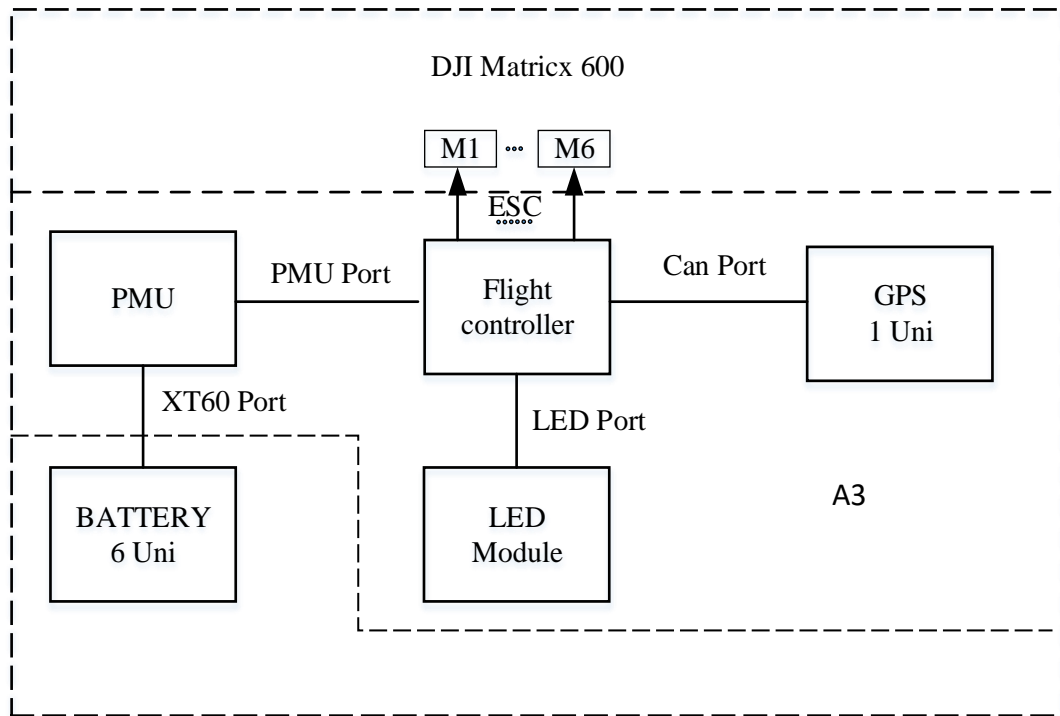 DJI Matricx 600
M1 ... M6
ESC
......
PMU
PMU Port
Flight
controller
Can Port
GPS
1 Uni
XT60 Port
LED Port
BATTERY
6 Uni
LED
Module
A3